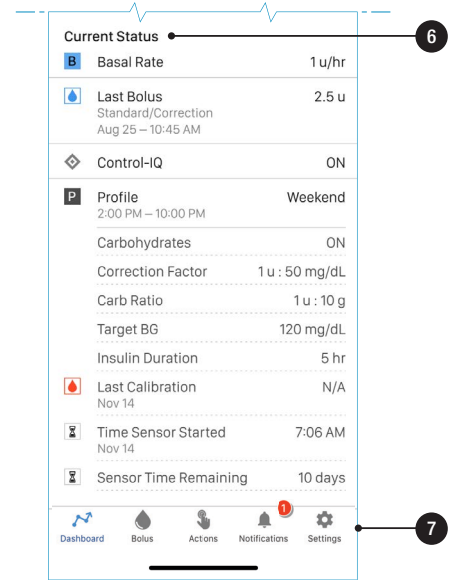 Current Status
6
B Basal Rate 1 u/hr
Last Bolus 2.5 u
Standard/Correction
Aug 25 – 10:45 AM
Control-IQ ON
P Profile Weekend
2:00 PM – 10:00 PM
Carbohydrates ON
Correction Factor 1 u : 50 mg/dL
Carb Ratio 1 u : 10 g
Target BG 120 mg/dL
Insulin Duration 5 hr
Last Calibration N/A
Nov 14
Time Sensor Started 7:06 AM
Nov 14
Sensor Time Remaining 10 days
1
7
Dashboard Bolus Actions Notifications Settings